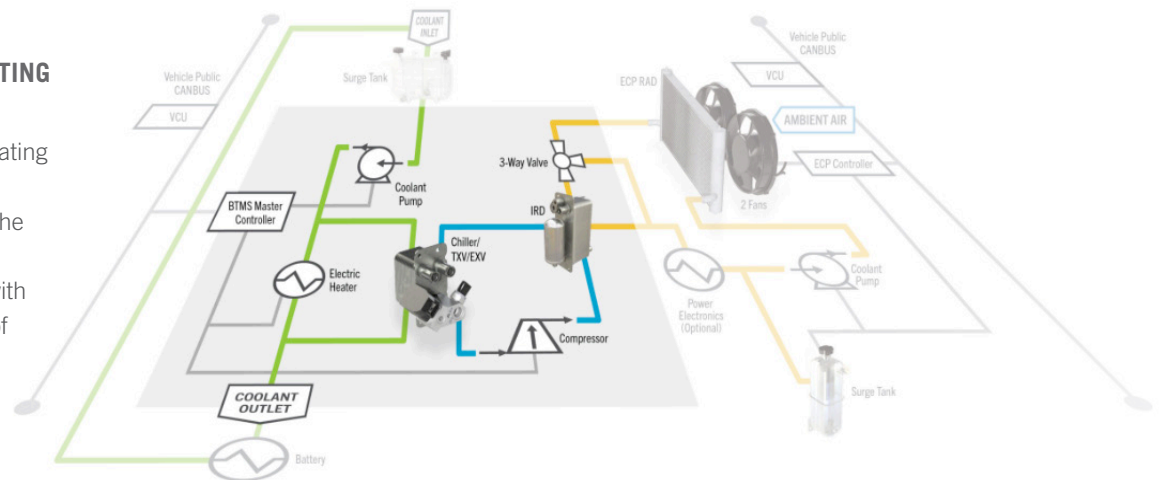 TING
ating
he
with
of
COOLANT
INLET
Surge Tank
Vehicle Public
CANBUS
VCU
Coolant
Pump
BTMS Master
Controller
Electric
Heater
Chiller/
TXV/EXV
3-Way Valve
IRD
Compressor
COOLANT
OUTLET
Battery
ECP RAD
2 Fans
AMBIENT AIR
Vehicle Public
CANBUS
VCU
ECP Controller
Power
Electronics
(Optional)
Coolant
Pump
Surge Tank